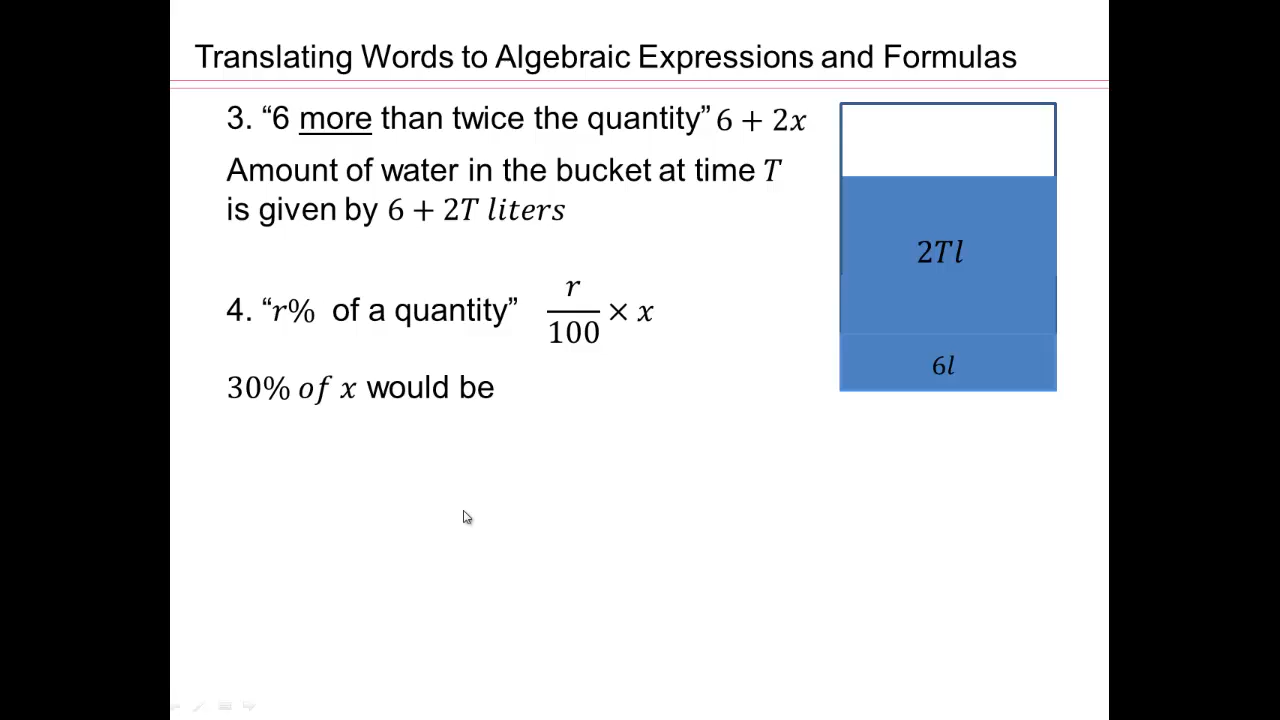 Translating Words to Algebraic Expressions and Formulas
3. “6 more than twice the quantity” 6 + 2x
Amount of water in the bucket at time T
is given by 6 + 2T liters
2Tl
4. “r% of a quantity” r/100 × x
6l
30% of x would be